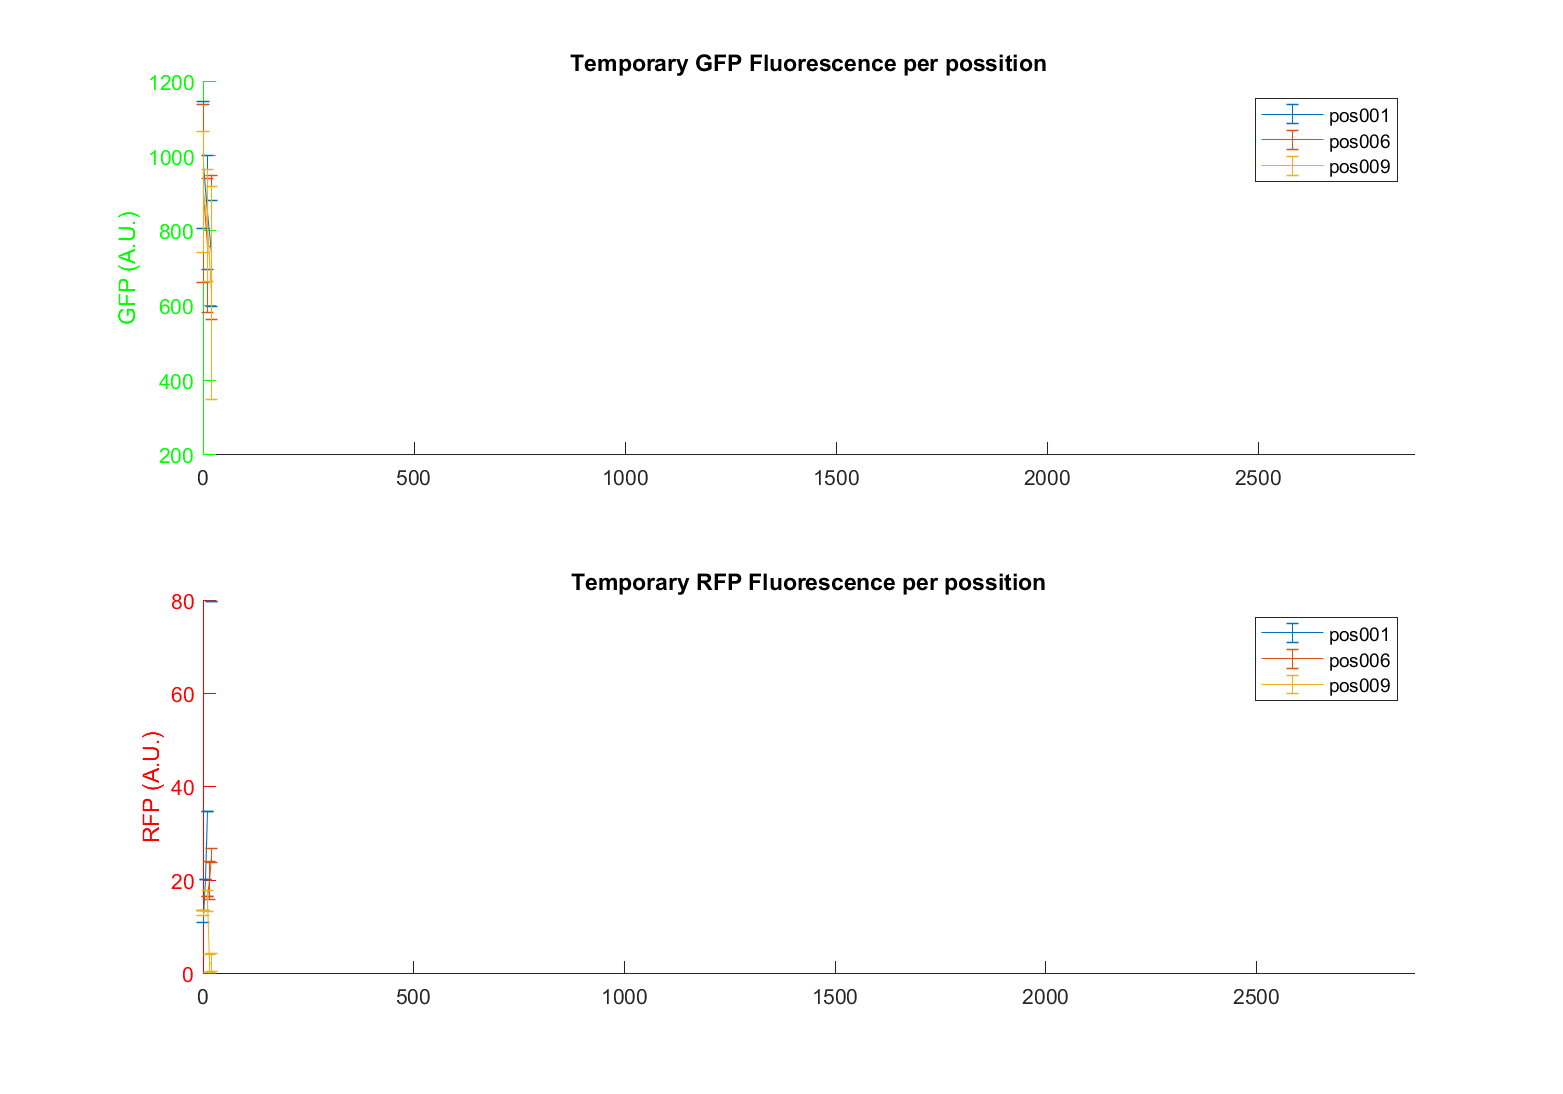 Temporary GFP Fluorescence per possition
1200
1000
800
600
400
200
GFP (A.U.)
0 500 1000 1500 2000 2500
pos001
pos006
pos009
Temporary RFP Fluorescence per possition
80
60
40
20
0
RFP (A.U.)
0 500 1000 1500 2000 2500
pos001
pos006
pos009